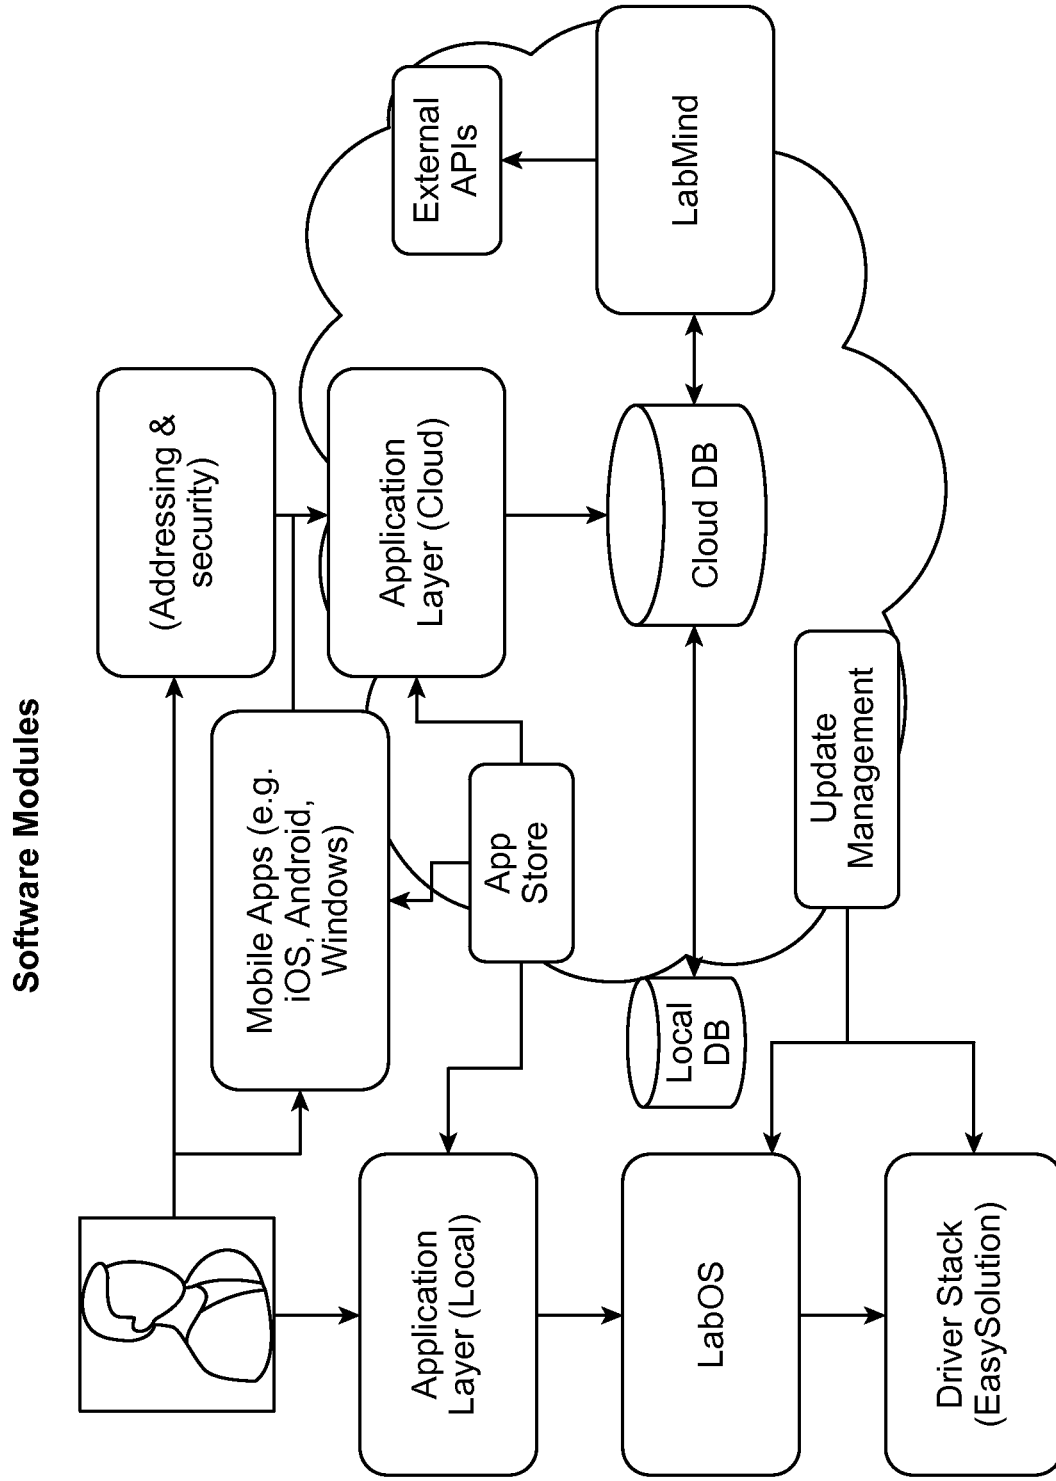 Software Modules
(Addressing &
security)
Mobile Apps (e.g.
iOS, Android,
Windows)
Application
Layer (Cloud)
External
APIs
App
Store
Application
Layer (Local)
Local
DB
Cloud DB
LabMind
LabOS
Update
Management
Driver Stack
(EasySolution)